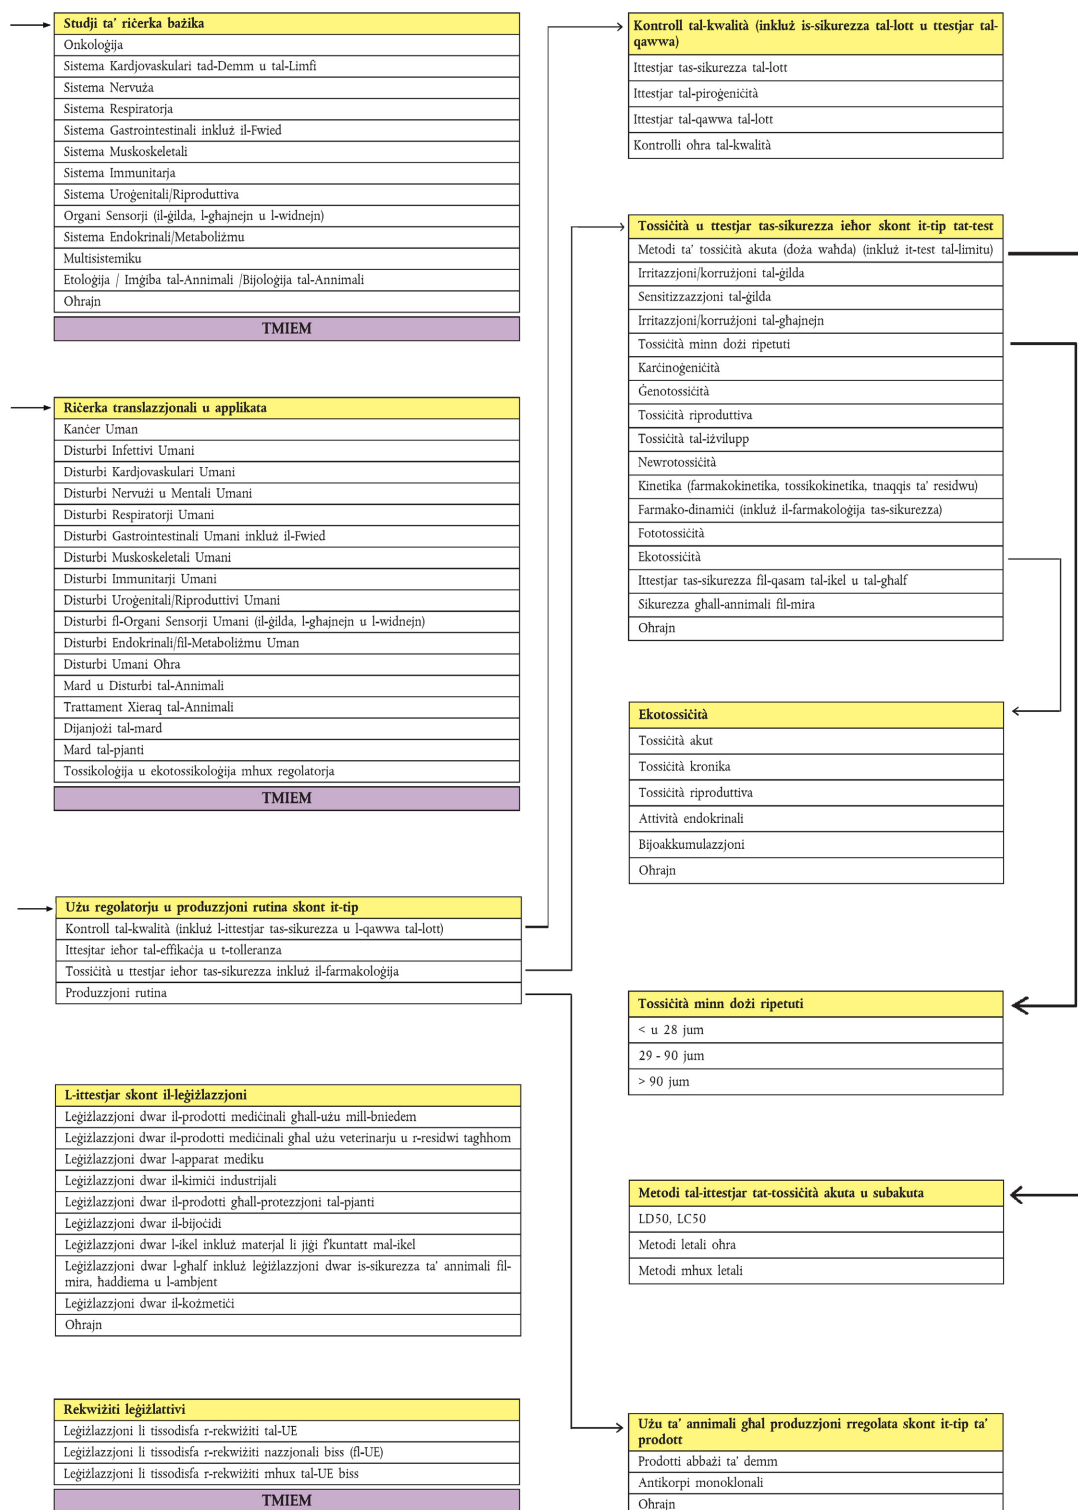 Studji ta' riċerka bażika
Onkoloġija
Sistema Kardjovaskulari tad-Demm u tal-Limfi
Sistema Nervuża
Sistema Respiratorja
Sistema Gastrointestinali inkluż il-Fwied
Sistema Muskoskeletali
Sistema Immunitarja
Sistema Uroġenitali/Riproduttiva
Organi Sensorji (il-ġilda, l-għajnejn u l-widnejn)
Sistema Endokrinali/Metaboliżmu
Multisistemiku
Etoloġija / Imġiba tal-Annimali /Bijoloġija tal-Annimali
Oħrajn
TMIEM
Riċerka translazzjonali u applikata
Kanċer Uman
Disturbi Infettivi Umani
Disturbi Kardjovaskulari Umani
Disturbi Nervużi u Mentali Umani
Disturbi Respiratorji Umani
Disturbi Gastrointestinali Umani inkluż il-Fwied
Disturbi Muskoskeletali Umani
Disturbi Immunitarji Umani
Disturbi Uroġenitali/Riproduttivi Umani
Disturbi fl-Organi Sensorji Umani (il-ġilda, l-għajnejn u l-widnejn)
Disturbi Endokrinali/fil-Metaboliżmu Uman
Disturbi Umani Oħra
Mard u Disturbi tal-Annimali
Trattament Xieraq tal-Annimali
Dijanjożi tal-mard
Mard tal-pjanti
Tossikoloġija u ekotossikoloġija mhux regolatorja
TMIEM
Użu regolatorju u produzzjoni rutina skont it-tip
Kontroll tal-kwalità (inkluż l-ittestjar tas-sikurezza u l-qawwa tal-lott)
Ittesjtar ieħor tal-effikaċja u t-tolleranza
Tossiċità u ttestjar ieħor tas-sikurezza inkluż il-farmakoloġija
Produzzjoni rutina
L-ittestjar skont il-leġiżlazzjoni
Leġiżlazzjoni dwar il-prodotti mediċinali għall-użu mill-bniedem
Leġiżlazzjoni dwar il-prodotti mediċinali għal użu veterinarju u r-residwi tagħhom
Leġiżlazzjoni dwar l-apparat mediku
Leġiżlazzjoni dwar il-kimiċi industrijali
Leġiżlazzjoni dwar il-prodotti għall-protezzjoni tal-pjanti
Leġiżlazzjoni dwar il-bijoċidi
Leġiżlazzjoni dwar l-ikel inkluż materjal li jiġi f'kuntatt mal-ikel
Leġiżlazzjoni dwar l-għalf inkluż leġiżlazzjoni dwar is-sikurezza ta' annimali fil-
mira, ħaddiema u l-ambjent
Leġiżlazzjoni dwar il-kożmetiċi
Oħrajn
Rekwiżiti leġiżlattivi
Leġiżlazzjoni li tissodisfa r-rekwiżiti tal-UE
Leġiżlazzjoni li tissodisfa r-rekwiżiti nazzjonali biss (fl-UE)
Leġiżlazzjoni li tissodisfa r-rekwiżiti mhux tal-UE biss
TMIEM
Kontroll tal-kwalità (inkluż is-sikurezza tal-lott u ttestjar tal-
qawwa)
Ittestjar tas-sikurezza tal-lott
Ittestjar tal-piroġeniċità
Ittestjar tal-qawwa tal-lott
Kontrolli oħra tal-kwalità
Tossiċità u ttestjar tas-sikurezza ieħor skont it-tip tat-test
Metodi ta' tossiċità akuta (doża waħda) (inkluż it-test tal-limitu)
Irritazzjoni/korrużjoni tal-ġilda
Sensitizzazzjoni tal-ġilda
Irritazzjoni/korrużjoni tal-għajnejn
Tossiċità minn dożi ripetuti
Karċinoġeniċità
Ġenotossiċità
Tossiċità riproduttiva
Tossiċità tal-iżvilupp
Newrotossiċità
Kinetika (farmakokinetika, tossikokinetika, tnaqqis ta' residwu)
Farmako-dinamiċi (inkluż il-farmakoloġija tas-sikurezza)
Fototossiċità
Ekotossiċità
Ittestjar tas-sikurezza fil-qasam tal-ikel u tal-għalf
Sikurezza għall-annimali fil-mira
Oħrajn
Ekotossiċità
Tossiċità akut
Tossiċità kronika
Tossiċità riproduttiva
Attività endokrinali
Bijoakkumulazzjoni
Oħrajn
Tossiċità minn dożi ripetuti
< u 28 jum
29 - 90 jum
> 90 jum
Metodi tal-ittestjar tat-tossiċità akuta u subakuta
LD50, LC50
Metodi letali oħra
Metodi mhux letali
Użu ta' annimali għal produzzjoni rregolata skont it-tip ta'
prodott
Prodotti abbażi ta' demm
Antikorpi monoklonali
Oħrajn